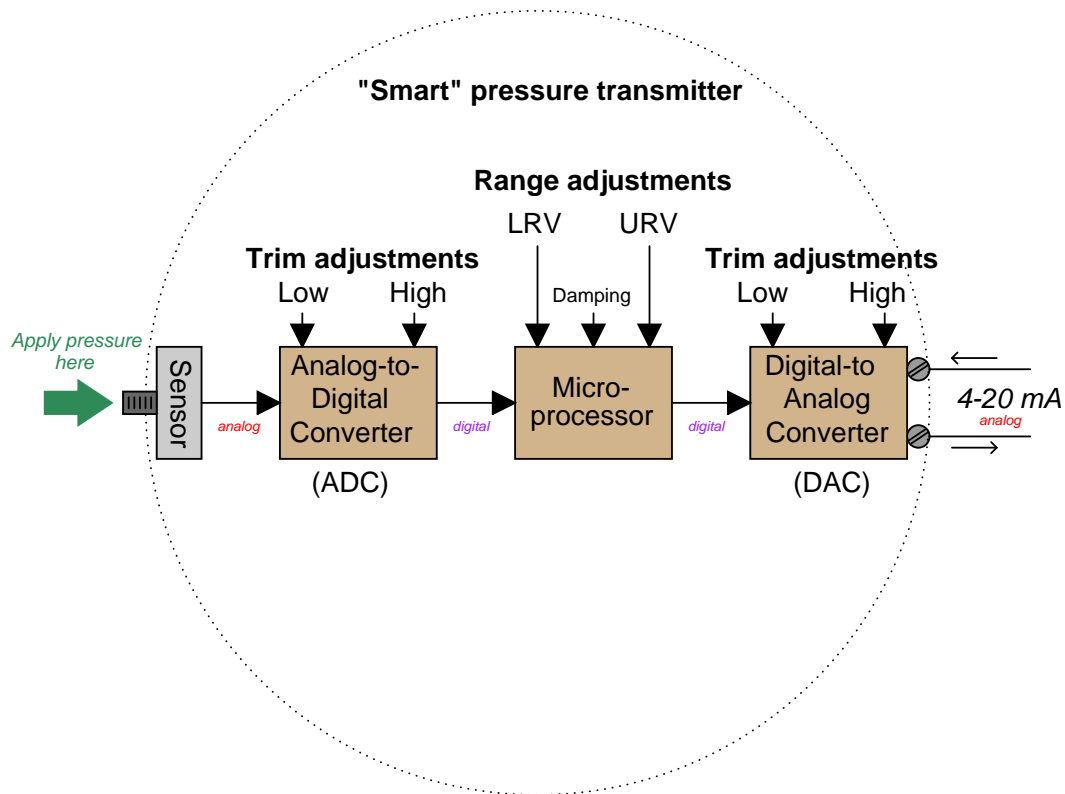 "Smart" pressure transmitter
Range adjustments
LRV
URV
Trim adjustments
Low
High
Damping
Trim adjustments
Low
High
Apply pressure
here
Sensor
analog
Analog-to-
Digital
Converter
(ADC)
digital
Micro-
processor
digital
Digital-to
Analog
Converter
(DAC)
4-20 mA
analog